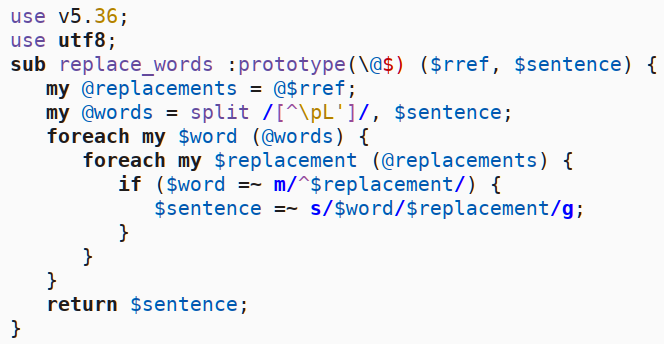 use v5.36;
use utf8;
sub replace_words :prototype(\@$) ($rref, $sentence) {
   my @replacements = @$rref;
   my @words = split /[^\pL']/, $sentence;
   foreach my $word (@words) {
      foreach my $replacement (@replacements) {
         if ($word =~ m/^$replacement/) {
            $sentence =~ s/$word/$replacement/g;
         }
      }
   }
   return $sentence;
}